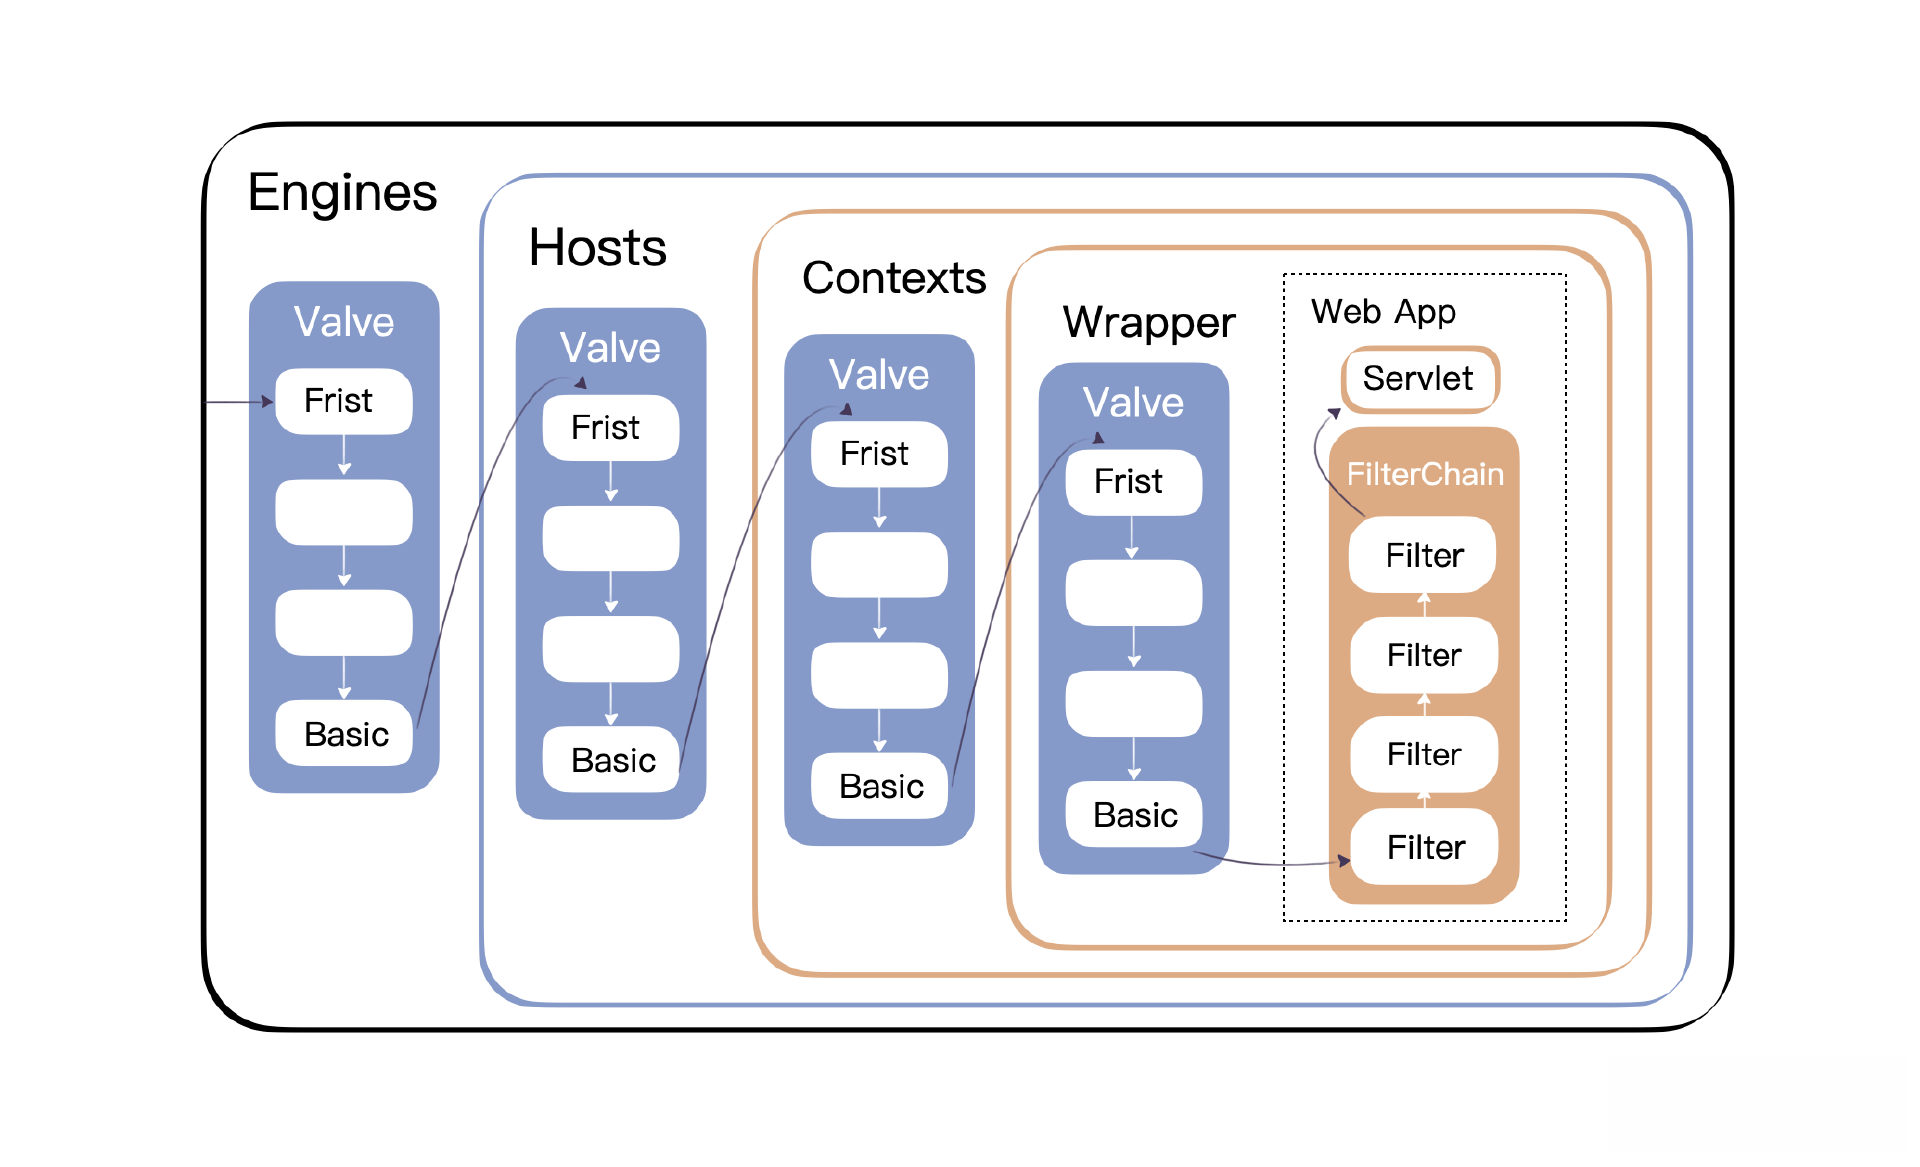 Engines
Valve
Frist
Basic
Hosts
Valve
Frist
Basic
Contexts
Valve
Frist
Basic
Wrapper
Valve
Frist
Basic
Web App
Servlet
FilterChain
Filter
Filter
Filter
Filter